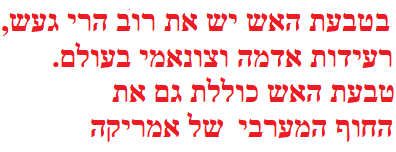 בטבעת האש יש את רוב הרי געש,
רעידות אדמה וצונאמי בעולם.
טבעת האש כוללת גם את
החוף המערבי של אמריקה